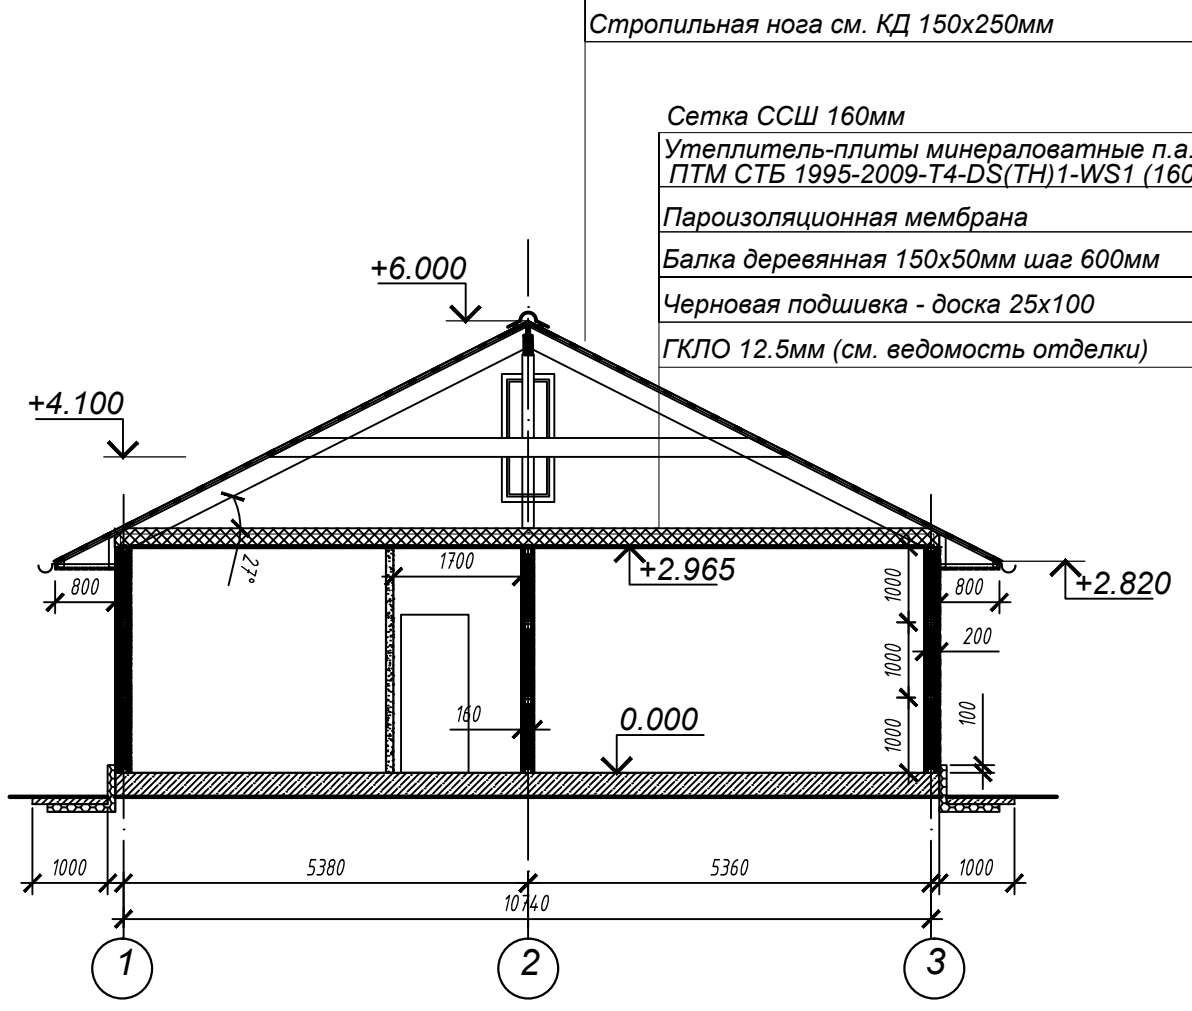 Стропильная нога см. КД 150х250мм
Сетка ССШ 160мм
Утеплитель-плиты минераловатные п.а.
ПТМ СТБ 1995-2009-Т4-DS(TH)1-WS1 (160
Пароизоляционная мембрана
Балка деревянная 150х50мм шаг 600мм
Черновая подшивка - доска 25х100
ГКЛО 12.5мм (см. ведомость отделки)
+6.000
+4.100
27°
1700
+2.965
+2.820
800
1000
800
200
1000
160
0.000
1000
100
1000
5380
5360
1000
10740
1
2
3